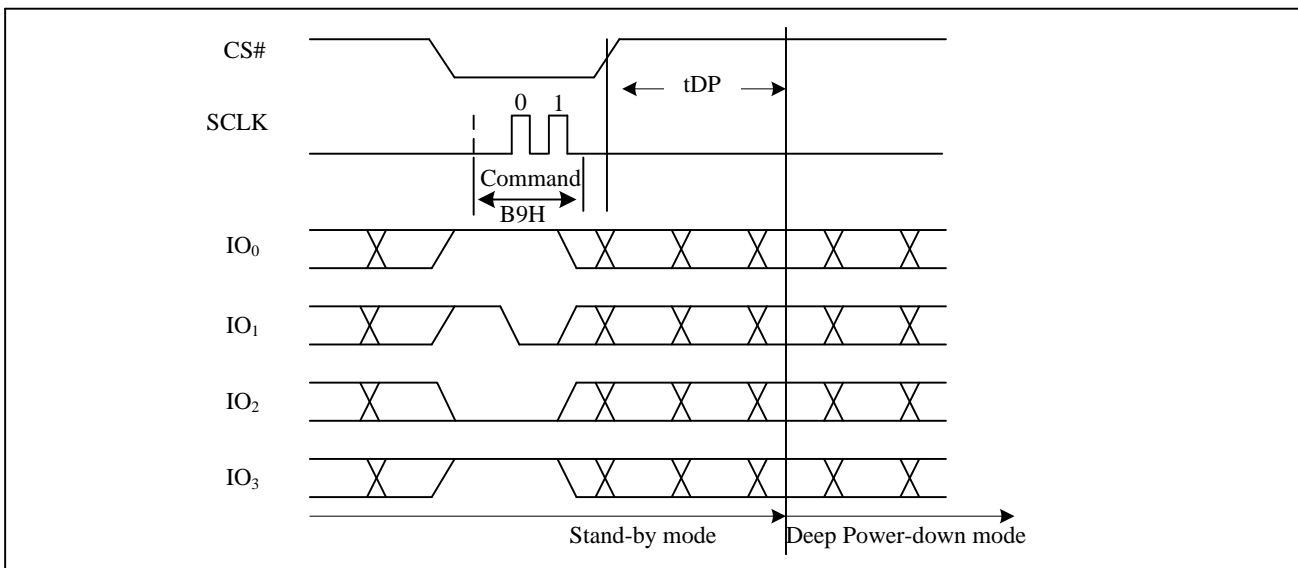 CS#
tDP
0 1
SCLK
Command
B9H
IO₀
IO₁
IO₂
IO₃
Stand-by mode Deep Power-down mode